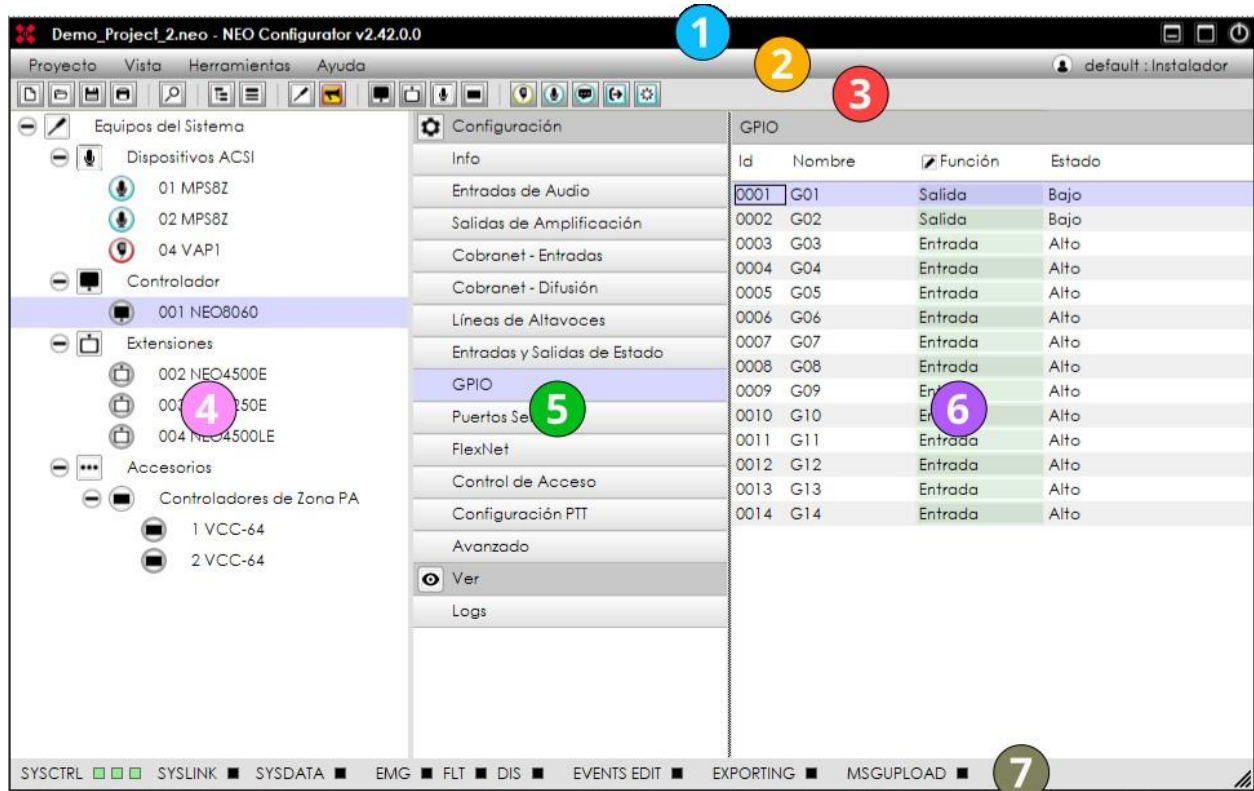 Demo_Project_2.neo - NEO Configurator v2.42.0.0
1
Proyecto Vista Herramientas Ayuda
2
default : Instalador
3
Equipos del Sistema
Dispositivos ACSI
01 MPS8Z
02 MPS8Z
04 VAP1
Controlador
001 NEO8060
Extensiones
002 NEO4500E
4
004 NEO4500LE
Accesorios
Controladores de Zona PA
1 VCC-64
2 VCC-64
Configuración
Info
Entradas de Audio
Salidas de Amplificación
Cobranet - Entradas
Cobranet - Difusión
Líneas de Altavoces
Entradas y Salidas de Estado
GPIO
5
Puertos
FlexNet
Control de Acceso
Configuración PTT
Avanzado
Ver
Logs
GPIO
Id Nombre Función Estado
0001 G01 Salida Bajo
0002 G02 Salida Bajo
0003 G03 Entrada Alto
0004 G04 Entrada Alto
0005 G05 Entrada Alto
0006 G06 Entrada Alto
0007 G07 Entrada Alto
0008 G08 Entrada Alto
0009 G09 Alto
6
0010 G10 Alto
0011 G11 Entrada Alto
0012 G12 Entrada Alto
0013 G13 Entrada Alto
0014 G14 Entrada Alto
SYSCTRL SYSLINK SYSDATA EMG FLT DIS EVENTS EDIT EXPORTING MSGUPLOAD
7